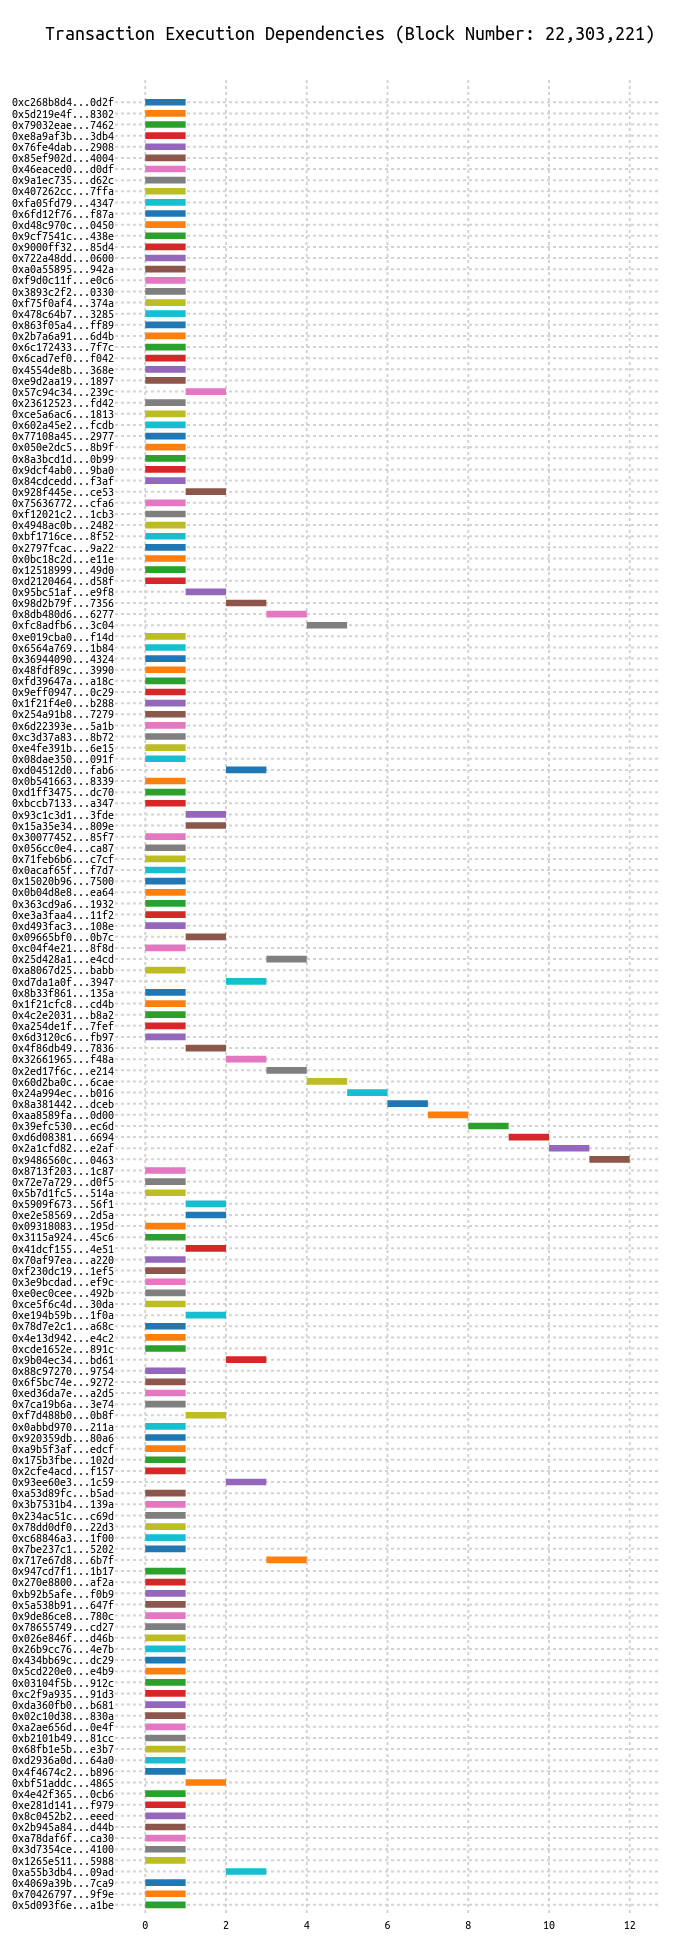 Transaction Execution Dependencies (Block Number: 22,303,221)
0xc268b8d4...0d2f
0x5d219e4f...8302
0x79032eae...7462
0xe8a9af3b...3db4
0x76fe4dab...2908
0x85ef902d...4004
0x46eaced0...d0df
0x9a1ec735...d62c
0x407262cc...7ffa
0xfa05fd79...4347
0x6fd12f76...f87a
0xd48c970c...0450
0x9cf7541c...438e
0x9000ff32...85d4
0x722a48dd...0600
0xa0a55895...942a
0xf9d0c11f...e0c6
0x3893c2f2...0330
0xf75f0af4...374a
0x478c64b7...3285
0x863f05a4...ff89
0x2b7a6a91...6d4b
0x6c172433...7f7c
0x6cad7ef0...f042
0x4554de8b...368e
0xe9d2aa19...1897
0x57c94c34...239c
0x23612523...fd42
0xce5a6ac6...1813
0x602a45e2...fcdb
0x77108a45...2977
0x050e2dc5...8b9f
0x8a3bcd1d...0b99
0x9dcf4ab0...9ba0
0x84cdcedd...f3af
0x928f445e...ce53
0x75636772...cfa6
0xf12021c2...1cb3
0x4948ac0b...2482
0xbf1716ce...8f52
0x2797fcac...9a22
0x0bc18c2d...e11e
0x12518999...49d0
0xd2120464...d58f
0x95bc51af...e9f8
0x98d2b79f...7356
0x8db480d6...6277
0xfc8adfb6...3c04
0xe019cba0...f14d
0x6564a769...1b84
0x36944090...4324
0x48fdf89c...3990
0xfd39647a...a18c
0x9eff0947...0c29
0x1f21f4e0...b288
0x254a91b8...7279
0x6d22393e...5a1b
0xc3d37a83...8b72
0xe4fe391b...6e15
0x08dae350...091f
0xd04512d0...fab6
0x0b541663...8339
0xd1ff3475...dc70
0xbccb7133...a347
0x93c1c3d1...3fde
0x15a35e34...809e
0x30077452...85f7
0x056cc0e4...ca87
0x71feb6b6...c7cf
0x0acaf65f...f7d7
0x15020b96...7500
0x0b04d8e8...ea64
0x363cd9a6...1932
0xe3a3faa4...11f2
0xd493fac3...108e
0x09665bf0...0b7c
0xc04f4e21...8f8d
0x25d428a1...e4cd
0xa8067d25...babb
0xd7da1a0f...3947
0x8b33f861...135a
0x1f21cfc8...cd4b
0x4c2e2031...b8a2
0xa254de1f...7fef
0x6d3120c6...fb97
0x4f86db49...7836
0x32661965...f48a
0x2ed17f6c...e214
0x60d2ba0c...6cae
0x24a994ec...b016
0x8a381442...dceb
0xaa8589fa...0d00
0x39efc530...ec6d
0xd6d08381...6694
0x2a1cfd82...e2af
0x9486560c...0463
0x8713f203...1c87
0x72e7a729...d0f5
0x5b7d1fc5...514a
0x5909f673...56f1
0xe2e58569...2d5a
0x09318083...195d
0x3115a924...45c6
0x41dcf155...4e51
0x70af97ea...a220
0xf230dc19...1ef5
0x3e9bcdad...ef9c
0xe0ec0cee...492b
0xce5f6c4d...30da
0xe194b59b...1f0a
0x78d7e2c1...a68c
0x4e13d942...e4c2
0xcde1652e...891c
0x9b04ec34...bd61
0x88c97270...9754
0x6f5bc74e...9272
0xed36da7e...a2d5
0x7ca19b6a...3e74
0xf7d488b0...0b8f
0x0abbd970...211a
0x920359db...80a6
0xa9b5f3af...edcf
0x175b3fbe...102d
0x2cfe4acd...f157
0x93ee60e3...1c59
0xa53d89fc...b5ad
0x3b7531b4...139a
0x234ac51c...c69d
0x78dd0df0...22d3
0xc68846a3...1f00
0x7be237c1...5202
0x717e67d8...6b7f
0x947cd7f1...1b17
0x270e8800...af2a
0xb92b5afe...f0b9
0x5a538b91...647f
0x9de86ce8...780c
0x78655749...cd27
0x026e846f...d46b
0x26b9cc76...4e7b
0x434bb69c...dc29
0x5cd220e0...e4b9
0x03104f5b...912c
0xc2f9a935...91d3
0xda360fb0...b681
0x02c10d38...830a
0xa2ae656d...0e4f
0xb2101b49...81cc
0x68fb1e5b...e3b7
0xd2936a0d...64a0
0x4f4674c2...b896
0xbf51addc...4865
0x4e42f365...0cb6
0xe281d141...f979
0x8c0452b2...eeed
0x2b945a84...d44b
0xa78daf6f...ca30
0x3d7354ce...4100
0x1265e511...5988
0xa55b3db4...09ad
0x4069a39b...7ca9
0x70426797...9f9e
0x5d093f6e...a1be
0 2 4 6 8 10 12